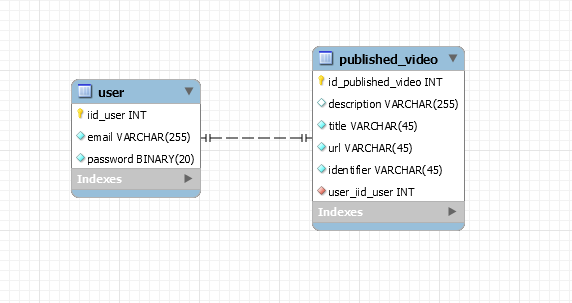 user
iid_user INT
email VARCHAR(255)
password BINARY(20)
Indexes
published_video
id_published_video INT
description VARCHAR(255)
title VARCHAR(45)
url VARCHAR(45)
identifier VARCHAR(45)
user_iid_user INT
Indexes